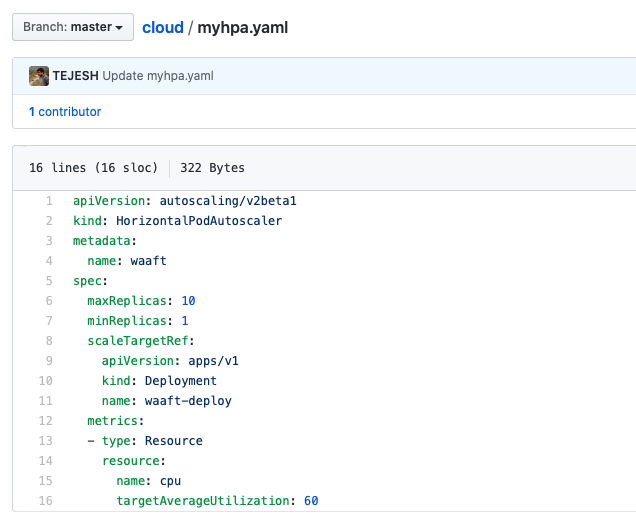 Branch: master cloud / myhpa.yaml
TEJESH Update myhpa.yaml
1 contributor
16 lines (16 sloc) 322 Bytes
1 apiVersion: autoscaling/v2beta1
2 kind: HorizontalPodAutoscaler
3 metadata:
4   name: waaft
5 spec:
6   maxReplicas: 10
7   minReplicas: 1
8   scaleTargetRef:
9     apiVersion: apps/v1
10     kind: Deployment
11     name: waaft-deploy
12   metrics:
13   - type: Resource
14     resource:
15       name: cpu
16       targetAverageUtilization: 60